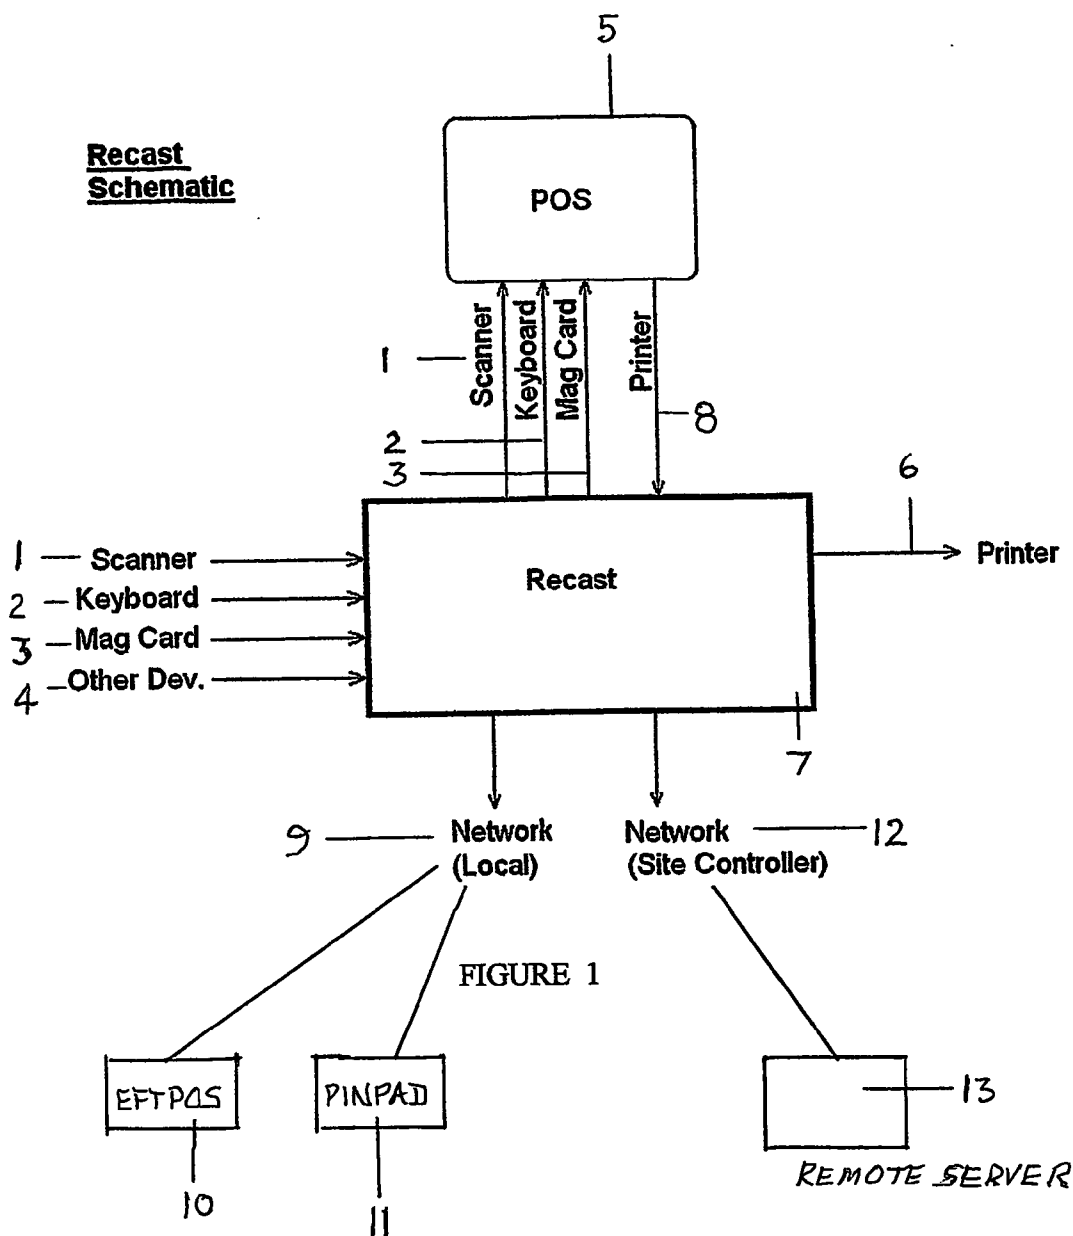 5
Recast
Schematic
POS
1
Scanner
Keyboard
Mag Card
Printer
8
2
3
6
1 Scanner
2 Keyboard
3 Mag Card
4 Other Dev.
Recast
Printer
7
9 Network
(Local)
Network 12
(Site Controller)
FIGURE 1
EFTPOS
PINPAD
13
REMOTE SERVER
10
11